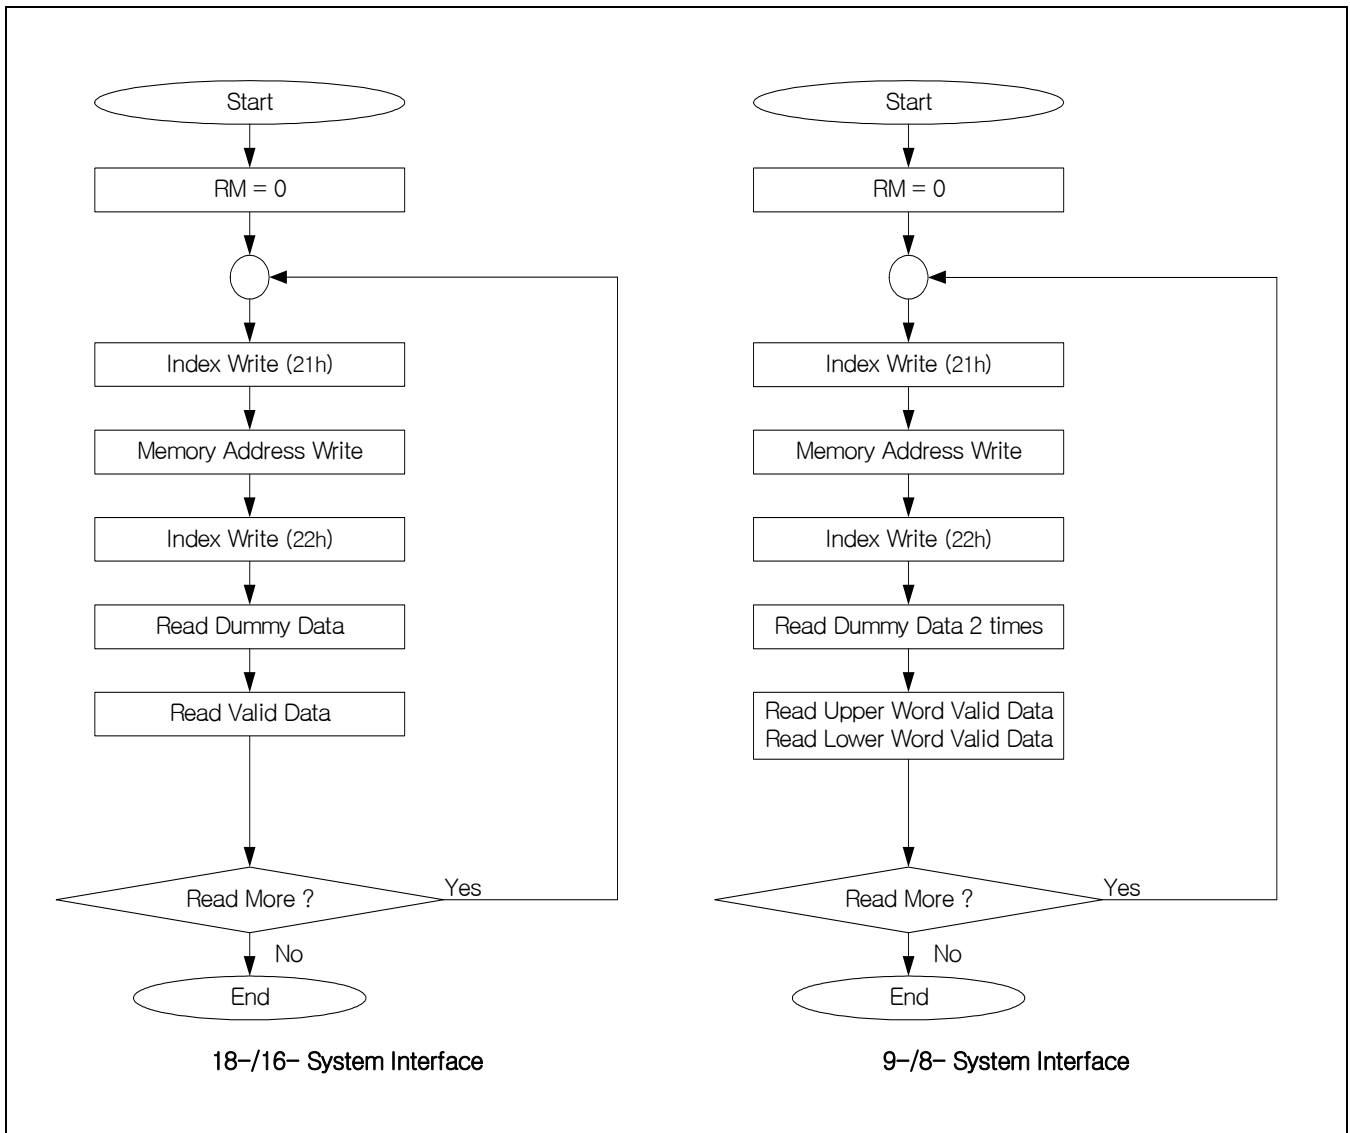 Start
RM = 0
Index Write (21h)
Memory Address Write
Index Write (22h)
Read Dummy Data
Read Valid Data
Read More ?
Yes
No
End
18-/16- System Interface
Start
RM = 0
Index Write (21h)
Memory Address Write
Index Write (22h)
Read Dummy Data 2 times
Read Upper Word Valid Data
Read Lower Word Valid Data
Read More ?
Yes
No
End
9-/8- System Interface